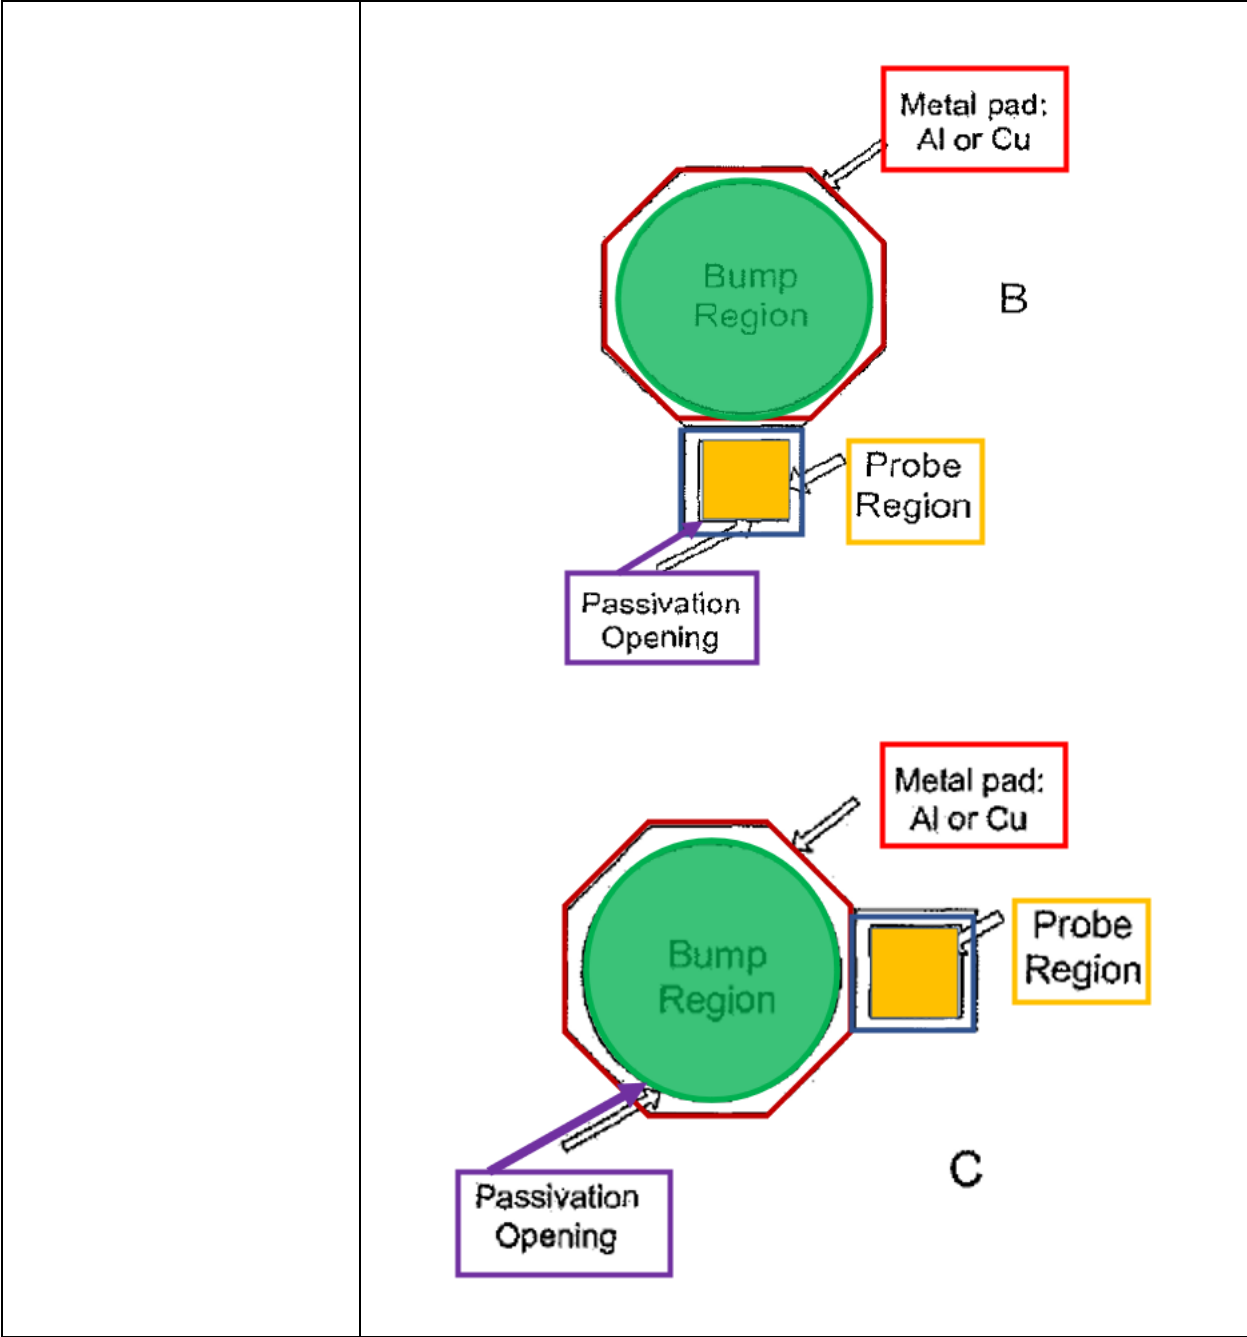 Metal pad:
Al or Cu
Bump
Region
B
Probe
Region
Passivation
Opening
Metal pad:
Al or Cu
Probe
Region
Bump
Region
C
Passivation
Opening